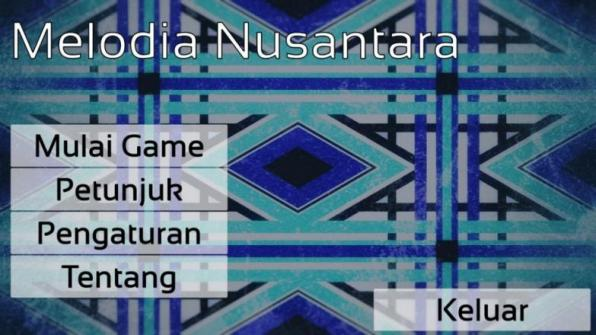 Melodia Nusantara
Mulai Game
Petunjuk
Pengaturan
Tentang
Keluar